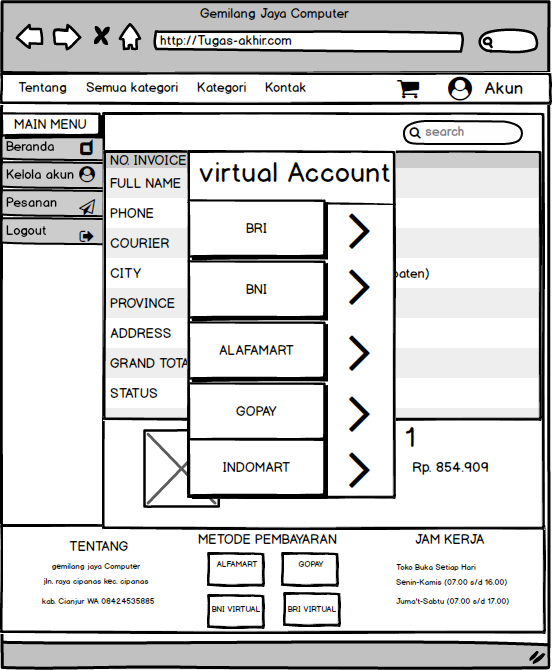 Gemilang Jaya Computer
http://Tugas-akhir.com
Tentang Semua kategori Kategori Kontak Akun
MAIN MENU
search
Beranda
Kelola akun
Pesanan
Logout
NO. INVOICE
FULL NAME
PHONE
COURIER
CITY
PROVINCE
ADDRESS
GRAND TOTA
STATUS
paten)
virtual Account
BRI
BNI
ALAFAMART
GOPAY
INDOMART
1
Rp. 854.909
TENTANG
gemilang jaya Computer
jln. raya cipanas kec. cipanas
kab. Cianjur WA 08424535885
METODE PEMBAYARAN
ALFAMART GOPAY
BNI VIRTUAL BRI VIRTUAL
JAM KERJA
Toko Buka Setiap Hari
Senin-Kamis (07.00 s/d 16.00)
Juma't-Sabtu (07.00 s/d 17.00)